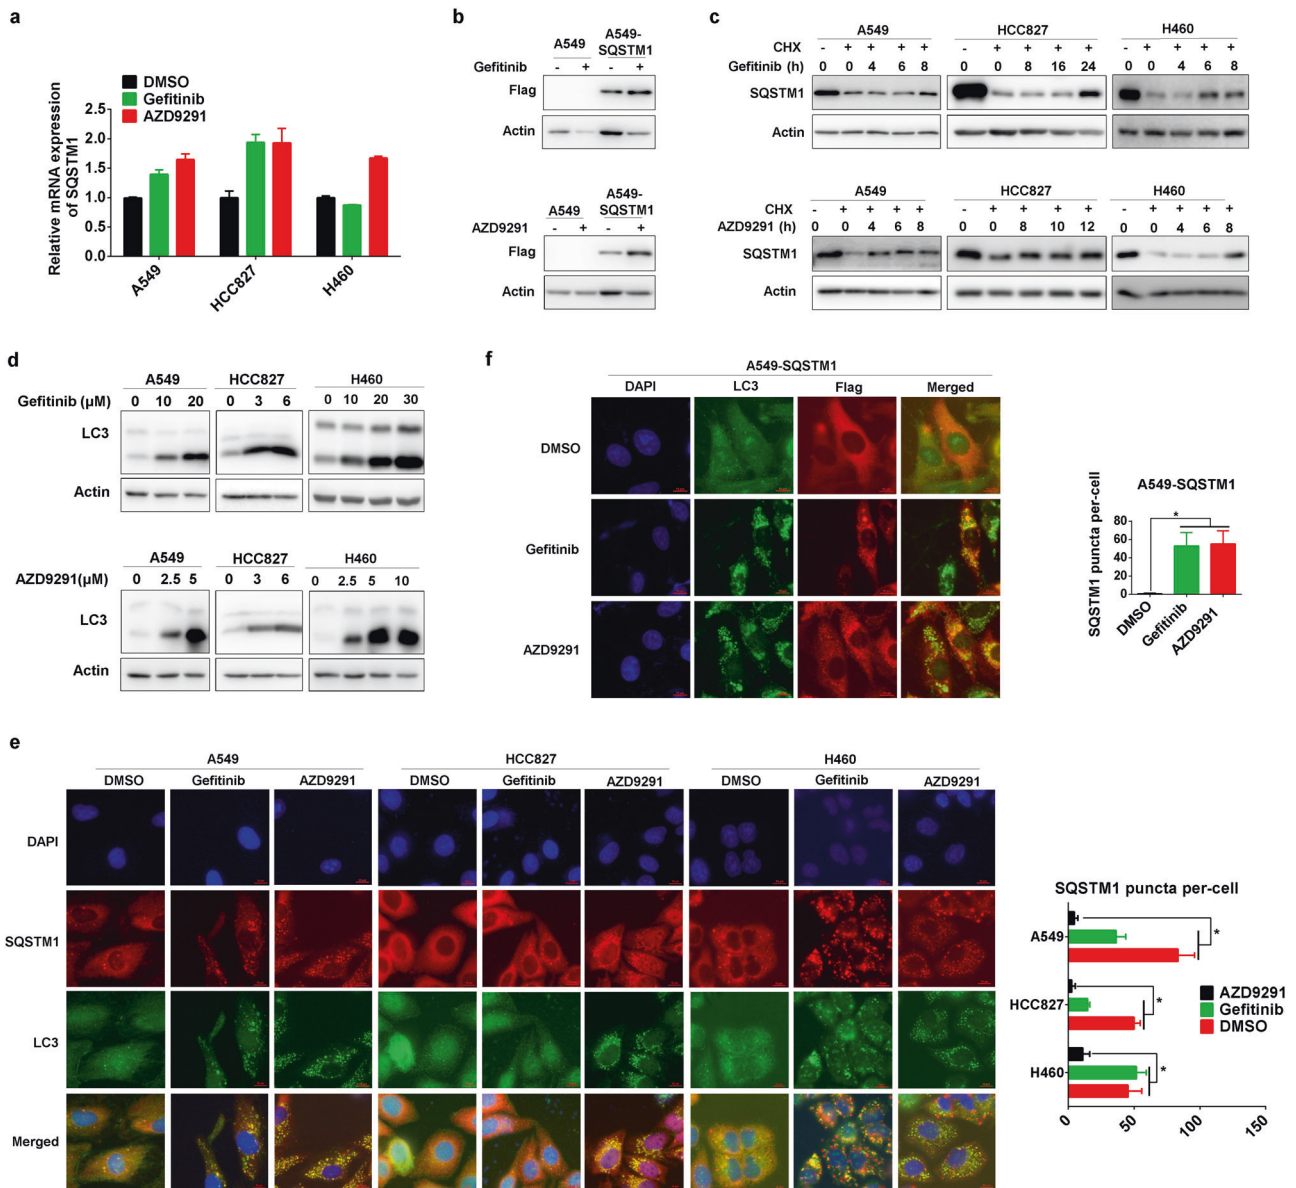 a
DMSO
Gefitinib
AZD9291
Relative mRNA expression
of SQSTM1
2.5
2.0
1.5
1.0
0.5
0.0
A549
HCC827
H460
b
A549
A549-
SQSTM1
Gefitinib - + - +
Flag
Actin
A549
A549-
SQSTM1
AZD9291 - + - +
Flag
Actin
c
A549 HCC827 H460
CHX - + + + + - + + + + - + + + +
Gefitinib (h) 0 0 4 6 8 0 0 8 16 24 0 0 4 6 8
SQSTM1
Actin
A549 HCC827 H460
CHX - + + + + - + + + + - + + + +
AZD9291 (h) 0 0 4 6 8 0 0 8 10 12 0 0 4 6 8
SQSTM1
Actin
d
A549 HCC827 H460
Gefitinib (μM) 0 10 20 0 3 6 0 10 20 30
LC3
Actin
A549 HCC827 H460
AZD9291(μM) 0 2.5 5 0 3 6 0 2.5 5 10
LC3
Actin
f
A549-SQSTM1
DAPI LC3 Flag Merged
DMSO
Gefitinib
AZD9291
A549-SQSTM1
SQSTM1 puncta per-cell
80
60
40
20
0
*
DMSO
Gefitinib
AZD9291
e
A549 HCC827 H460
DMSO Gefitinib AZD9291 DMSO Gefitinib AZD9291 DMSO Gefitinib AZD9291
DAPI
SQSTM1
LC3
Merged
SQSTM1 puncta per-cell
A549 *
HCC827 *
H460 *
AZD9291
Gefitinib
DMSO
0 50 100 150